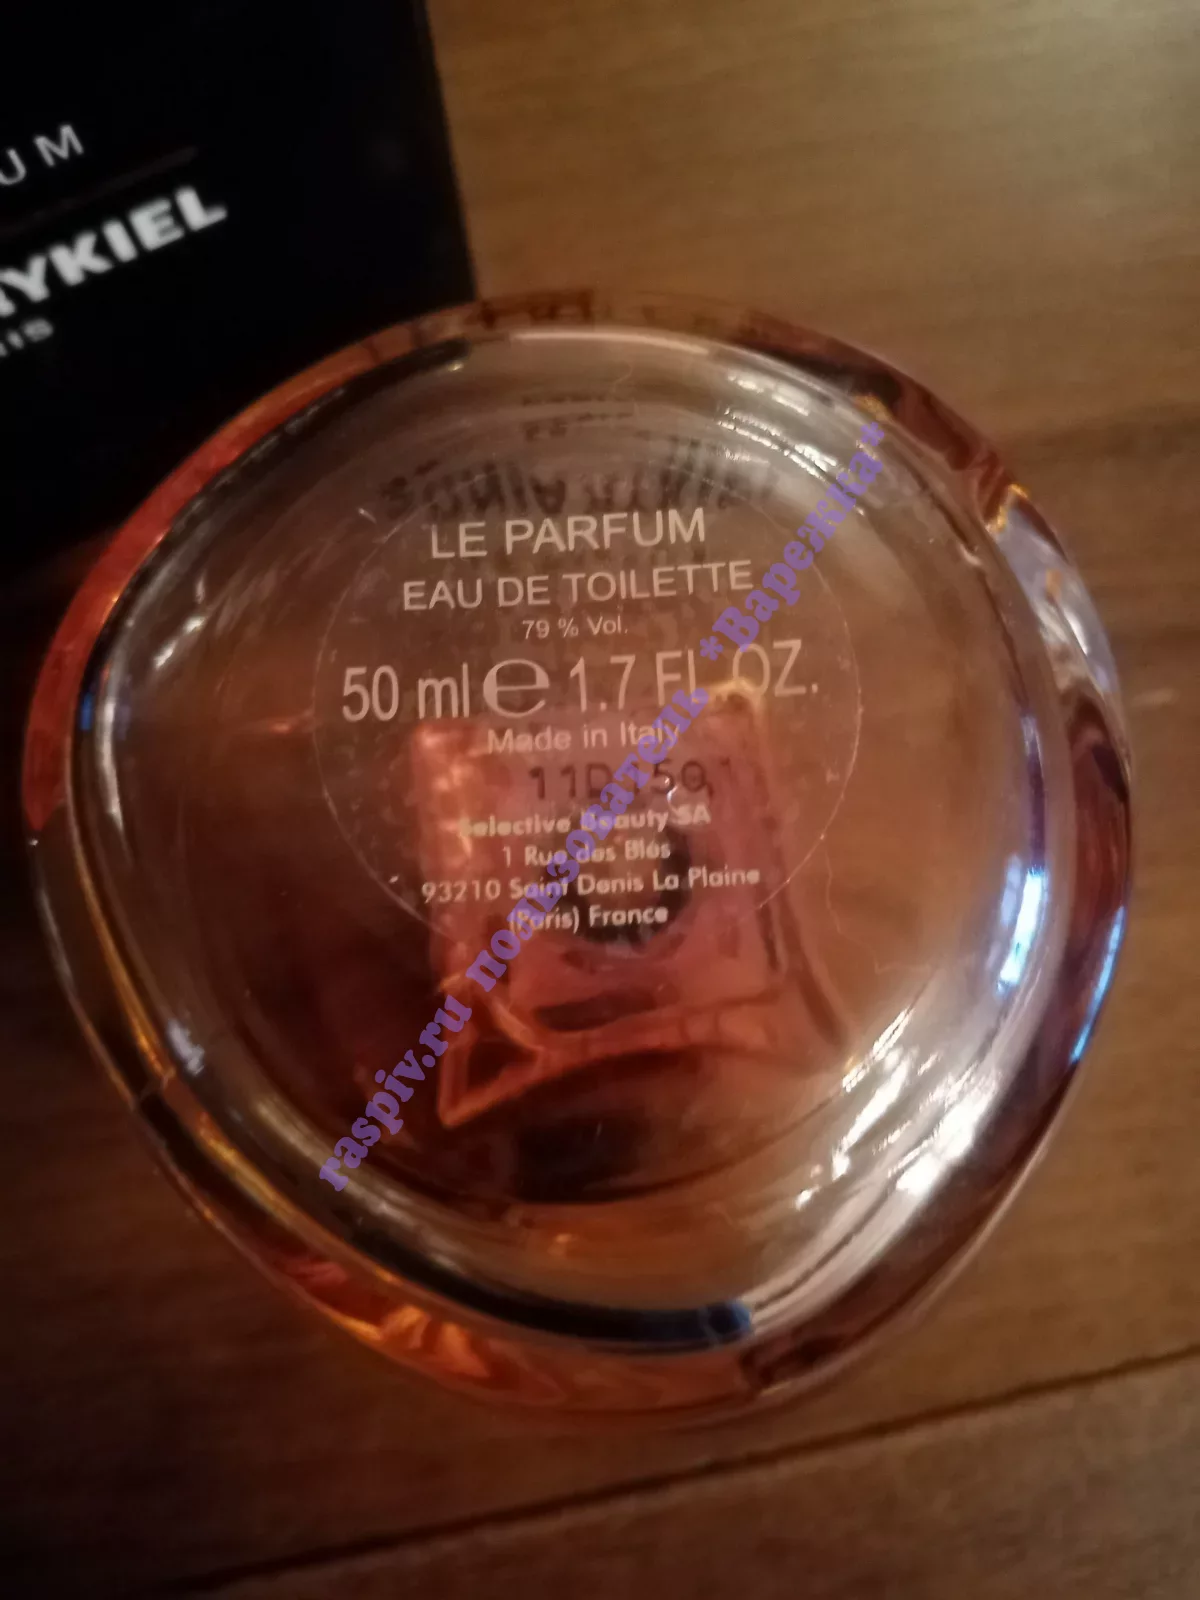 UM
YKIEL
LE PARFUM
EAU DE TOILETTE
79 % Vol.
50 ml e 1.7 FL. OZ.
Made in Italy
Selective Beauty SA
1 Rue des Blés
93210 Saint Denis La Plaine
(Paris) France
raspiv.ru пользователь *Варежка*